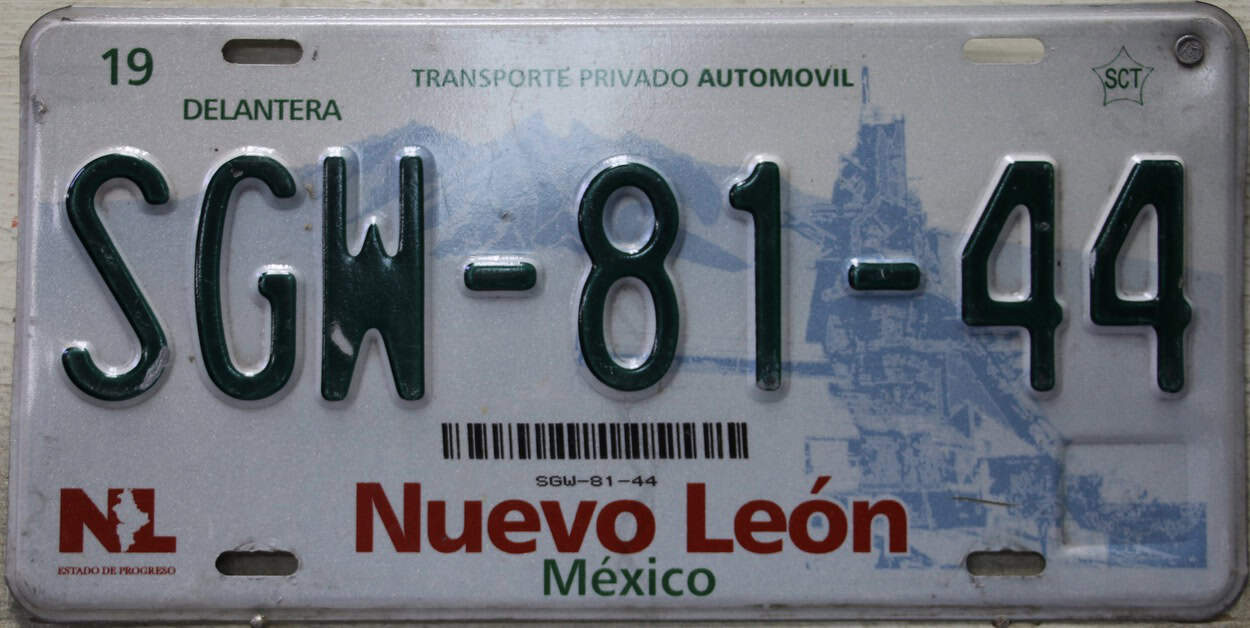 19
TRANSPORTE PRIVADO AUTOMOVIL
SCT
DELANTERA
SGW-81-44
SGW-81-44
NL
Nuevo León
ESTADO DE PROGRESO
México